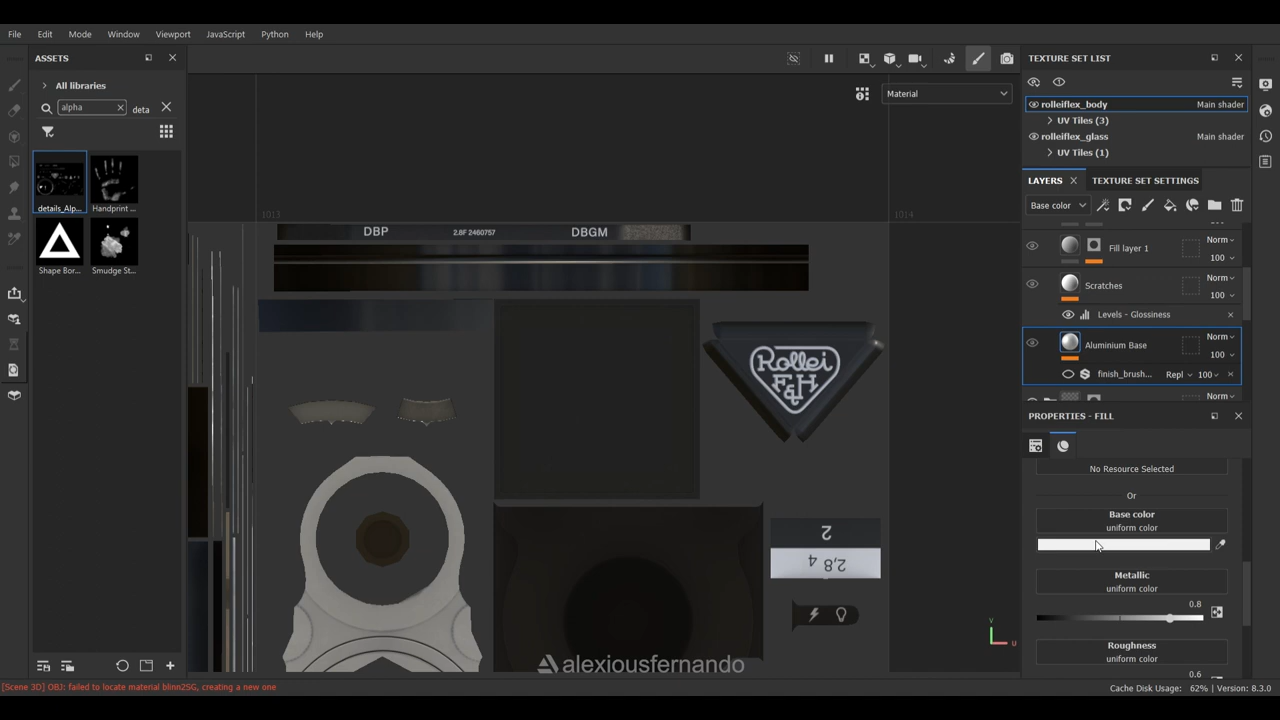 File Edit Mode Window Viewport JavaScript Python Help
ASSETS
All libraries
alpha
deta
details_Alp...
Handprint ...
Shape Bor...
Smudge St...
Material
1013
1014
DBP 2.8F 2460757 DBGM
Rollei
F&H
2
2,8 4
alexiousfernando
TEXTURE SET LIST
rolleiflex_body Main shader
UV Tiles (3)
rolleiflex_glass Main shader
UV Tiles (1)
LAYERS TEXTURE SET SETTINGS
Base color
Fill layer 1 Norm
100
Scratches Norm
100
Levels - Glossiness
Aluminium Base Norm
100
finish_brush... Repl 100
Norm
PROPERTIES - FILL
No Resource Selected
Or
Base color
uniform color
Metallic
uniform color
0.8
Roughness
uniform color
0.6
V
U
[Scene 3D] OBJ: failed to locate material blinn2SG, creating a new one
Cache Disk Usage: 62% | Version: 8.3.0